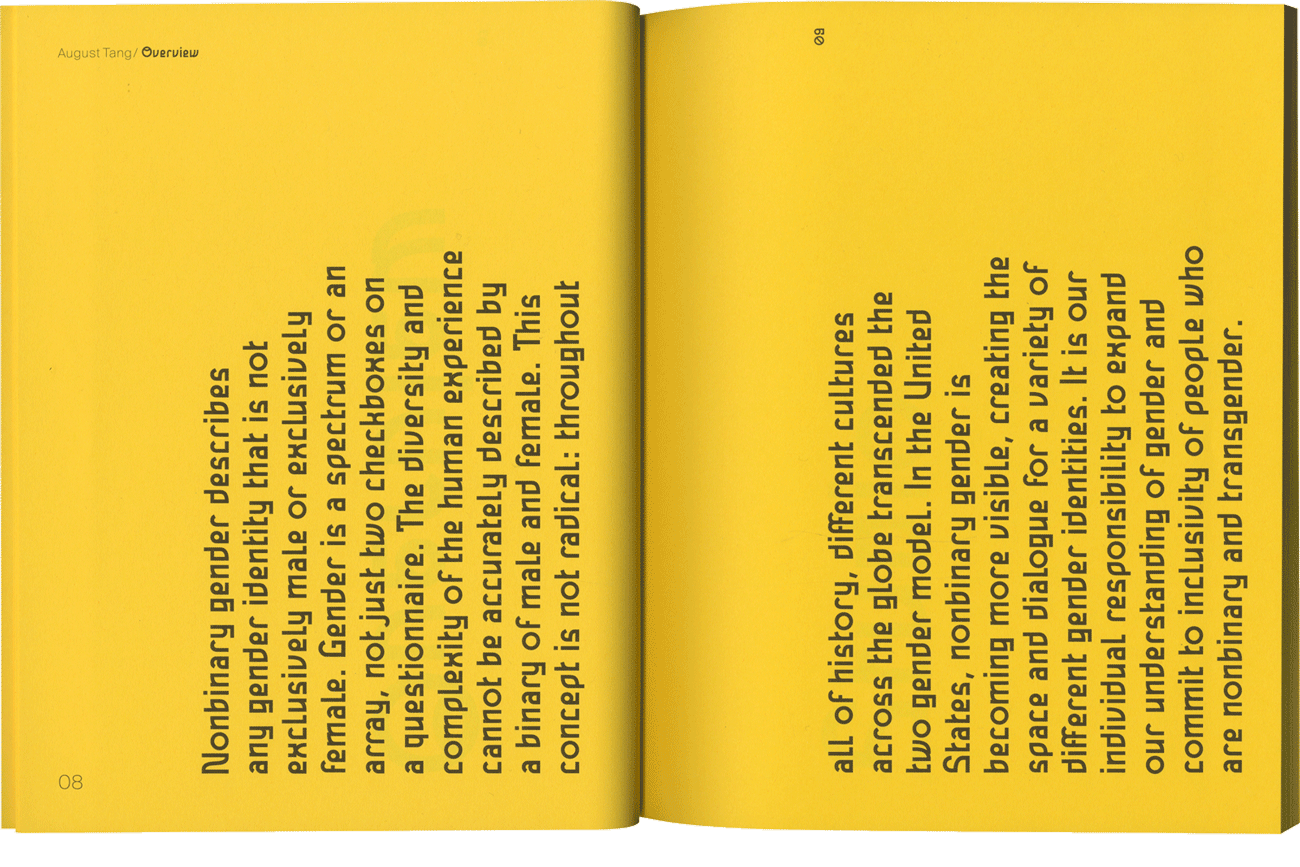 August Tang/ Overview
Nonbinary gender describes
any gender identity that is not
exclusively male or exclusively
female. Gender is a spectrum or an
array, not just two checkboxes on
a questionnaire. The diversity and
complexity of the human experience
cannot be accurately described by
a binary of male and female. This
concept is not radical: throughout
08
09
all of history, different cultures
across the globe transcended the
two gender model. In the United
States, nonbinary gender is
becoming more visible, creating the
space and dialogue for a variety of
different gender identities. It is our
individual responsibility to expand
our understanding of gender and
commit to inclusivity of people who
are nonbinary and transgender.